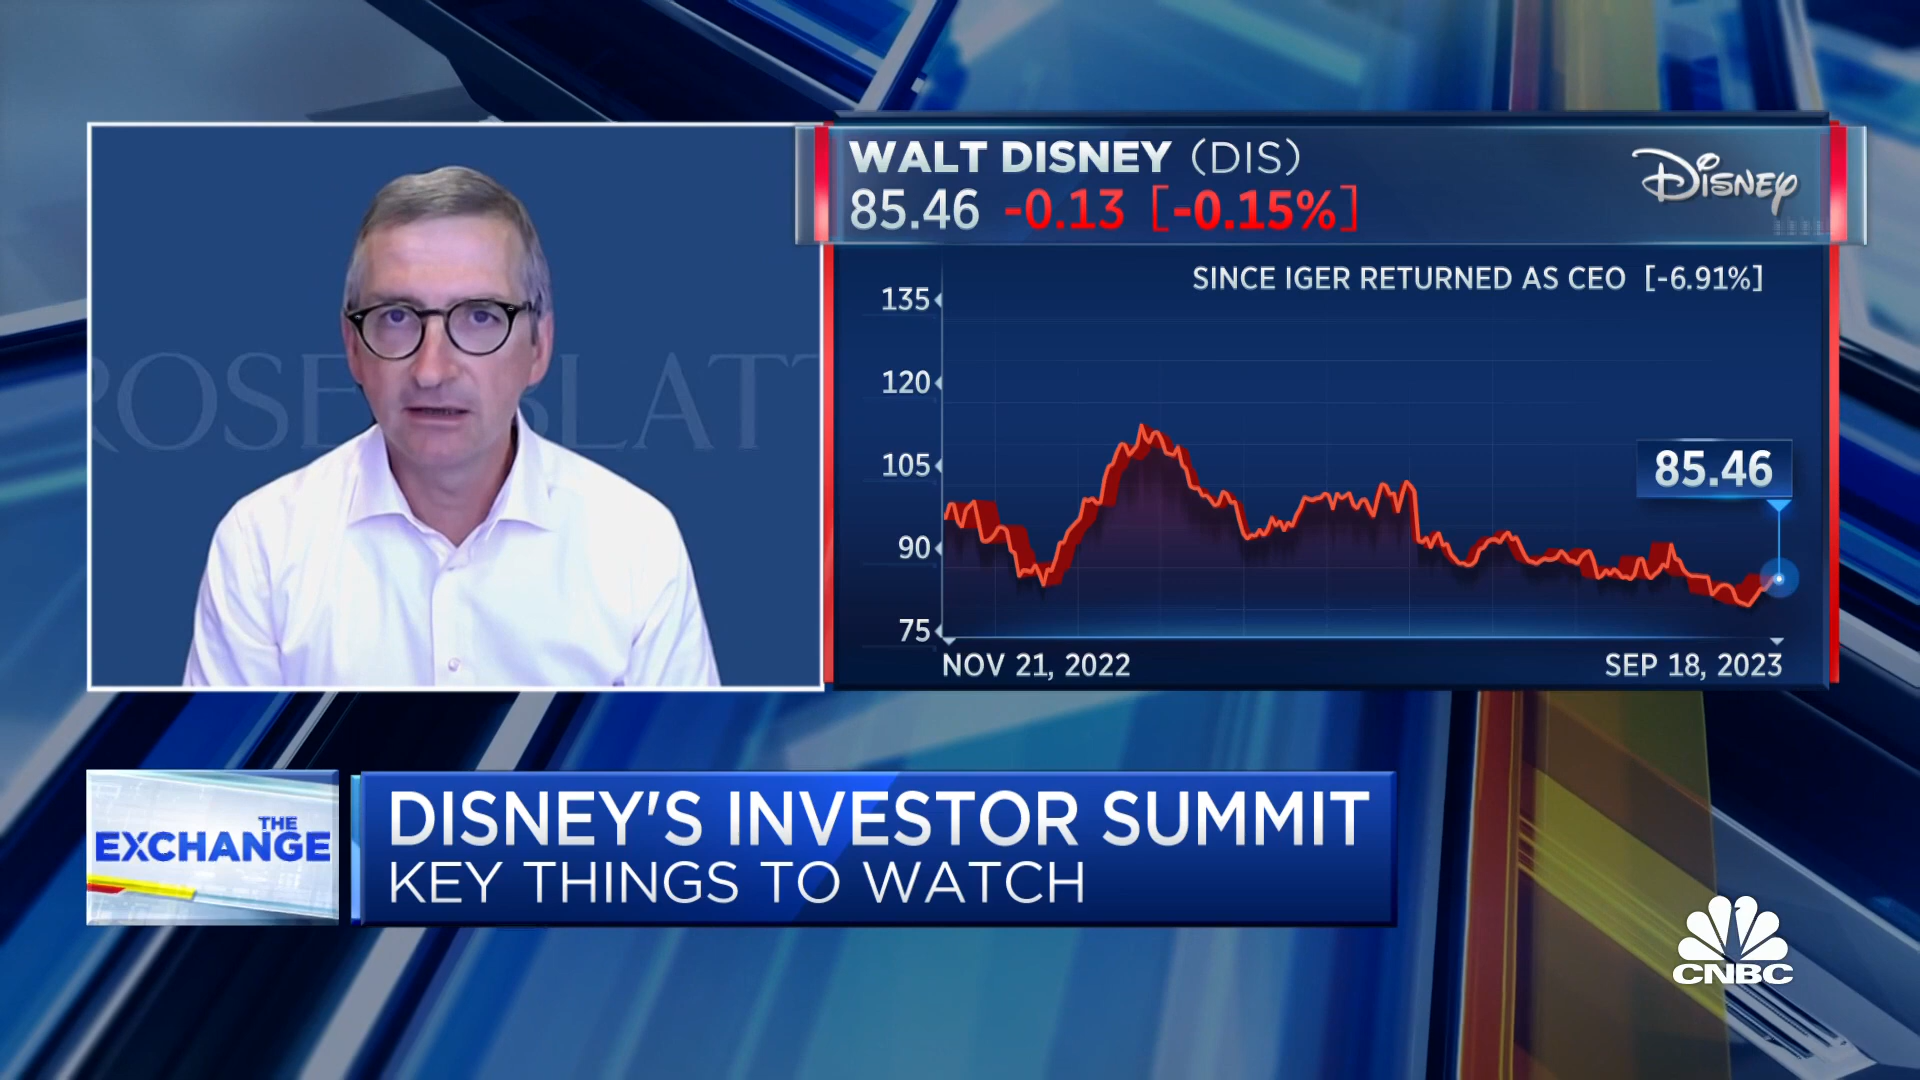 ROSENBLATT
WALT DISNEY (DIS)
85.46 -0.13 [-0.15%]
Disney
SINCE IGER RETURNED AS CEO [-6.91%]
135
120
105
90
75
85.46
NOV 21, 2022
SEP 18, 2023
THE
EXCHANGE
DISNEY'S INVESTOR SUMMIT
KEY THINGS TO WATCH
CNBC